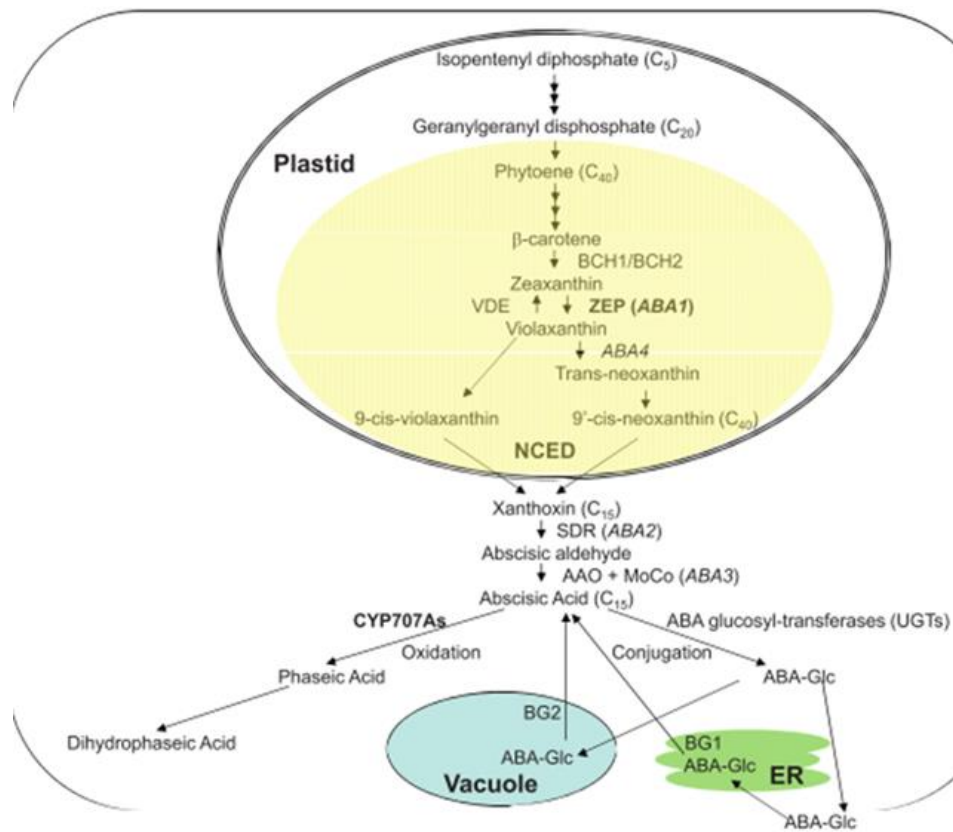 Isopentenyl diphosphate (C₅)
Geranylgeranyl disphosphate (C₂₀)
Plastid
Phytoene (C₄₀)
β-carotene
BCH1/BCH2
Zeaxanthin
VDE ZEP (ABA1)
Violaxanthin
ABA4
Trans-neoxanthin
9-cis-violaxanthin 9'-cis-neoxanthin (C₄₀)
NCED
Xanthoxin (C₁₅)
SDR (ABA2)
Abscisic aldehyde
AAO + MoCo (ABA3)
Abscisic Acid (C₁₅)
CYP707As ABA glucosyl-transferases (UGTs)
Oxidation Conjugation
Phaseic Acid ABA-Glc
BG2
Dihydrophaseic Acid BG1
ABA-Glc ABA-Glc
Vacuole ER
ABA-Glc